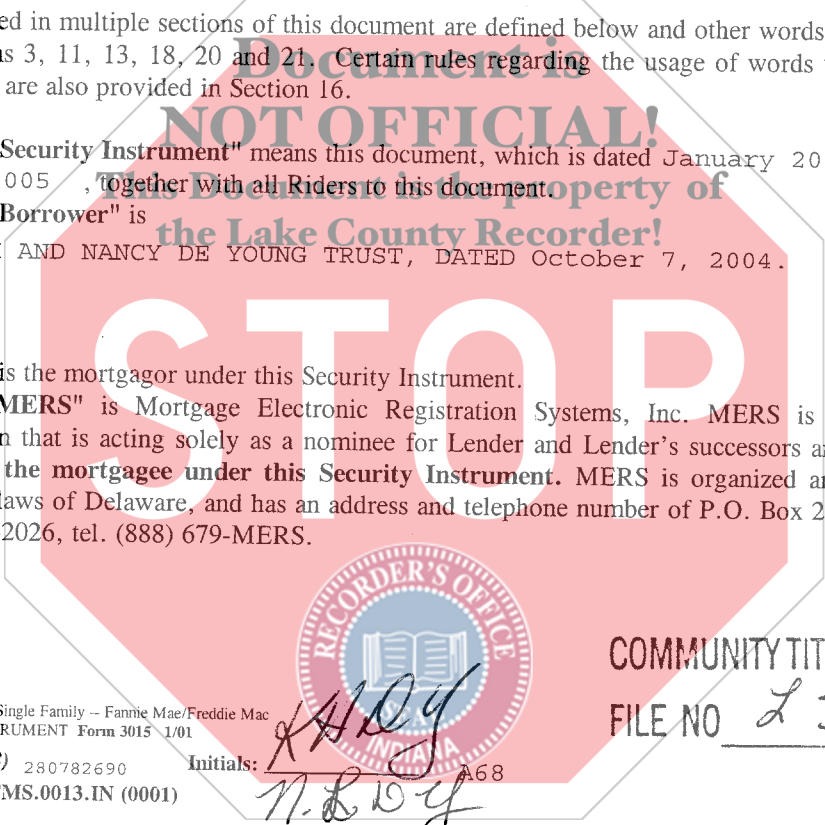 ed in multiple sections of this document are defined below and other words
s 3, 11, 13, 18, 20 and 21. Certain rules regarding the usage of words
are also provided in Section 16.
Document is
NOT OFFICIAL!
This Document is the property of
the Lake County Recorder!
Security Instrument" means this document, which is dated January 20
005 , together with all Riders to this document.
Borrower" is
AND NANCY DE YOUNG TRUST, DATED October 7, 2004.
STOP
is the mortgagor under this Security Instrument.
MERS" is Mortgage Electronic Registration Systems, Inc. MERS is
n that is acting solely as a nominee for Lender and Lender's successors a
the mortgagee under this Security Instrument. MERS is organized a
laws of Delaware, and has an address and telephone number of P.O. Box 2
2026, tel. (888) 679-MERS.
RECORDER'S OFFICE
INDIANA
COMMUNITY TIT
FILE NO
Single Family -- Fannie Mae/Freddie Mac
RUMENT Form 3015 1/01
280782690
Initials: KHDY
A68
N.R.D.Y
MS.0013.IN (0001)